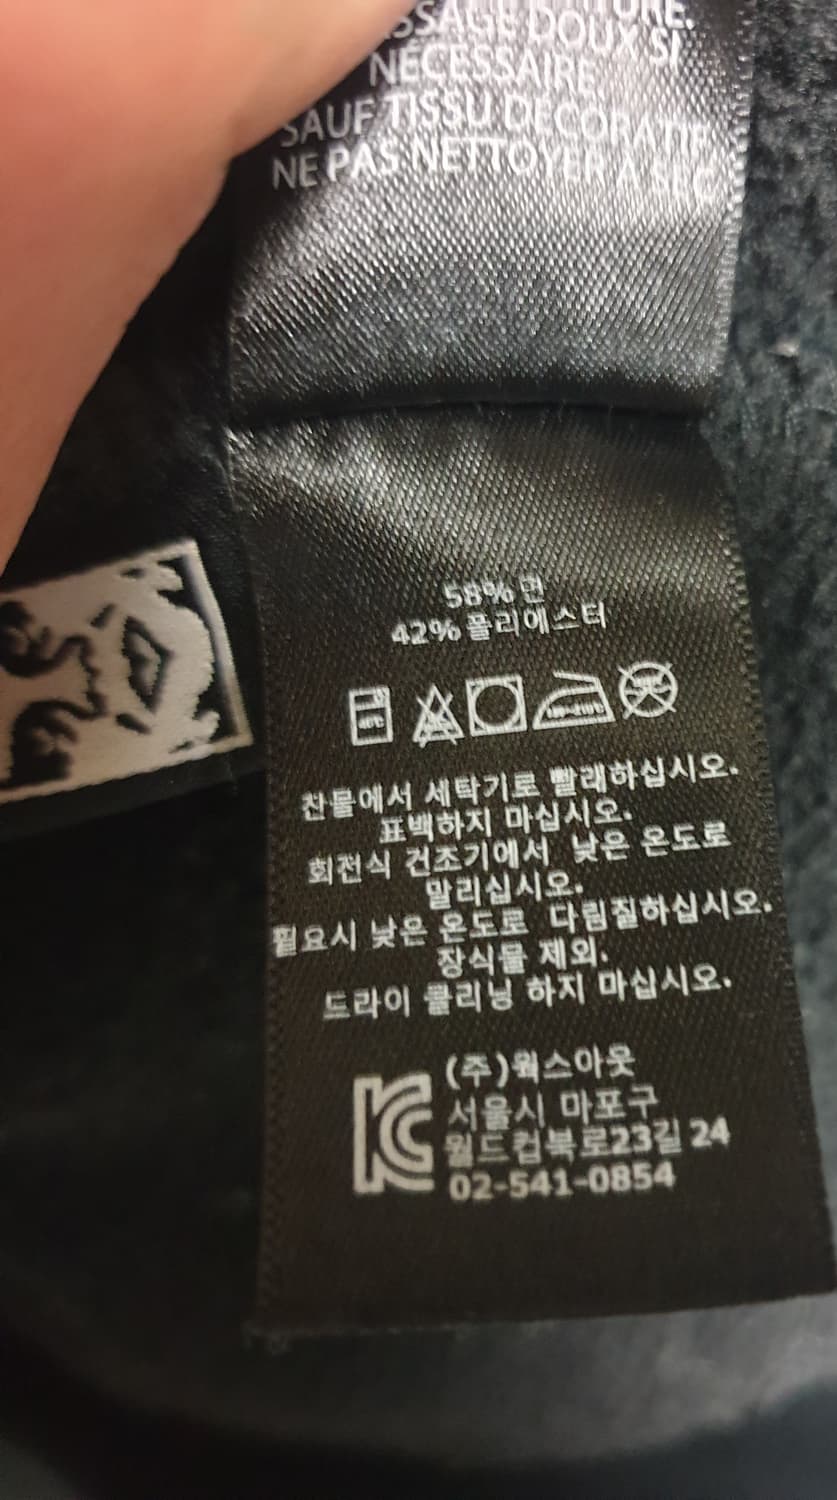 DOUX SI
NÉCESSAIRE
SAUF TISSU DÉCORATIF
NE PAS NETTOYER À SEC
58% 면
42% 폴리에스터
찬물에서 세탁기로 빨래하십시오.
표백하지 마십시오.
회전식 건조기에서 낮은 온도로
말리십시오.
필요시 낮은 온도로 다림질하십시오.
장식물 제외.
드라이 클리닝 하지 마십시오.
(주)웍스아웃
서울시 마포구
월드컵북로23길 24
02-541-0854